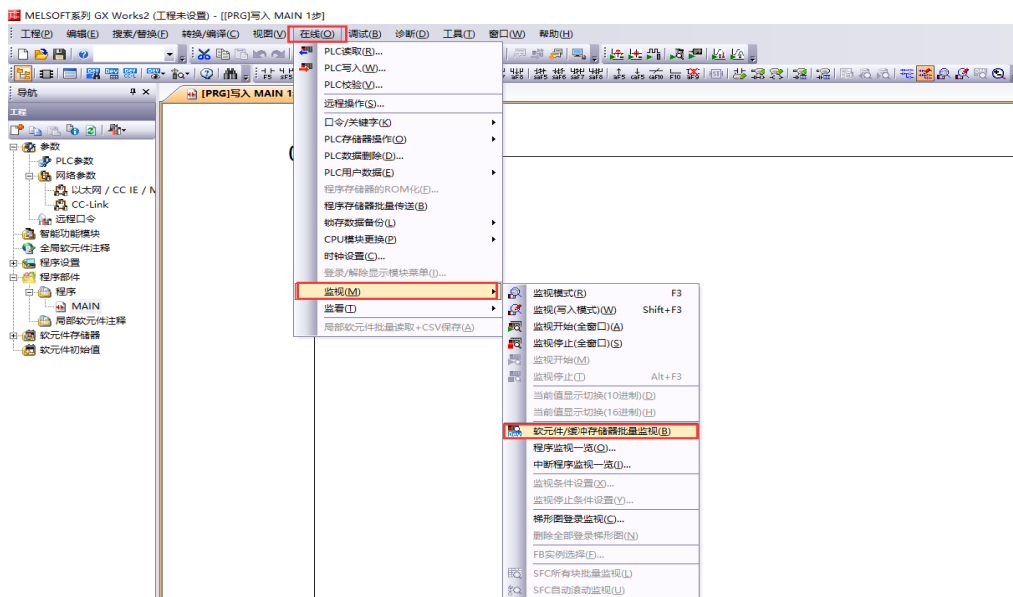 MELSOFT系列 GX Works2 (工程未设置) - [[PRG]写入 MAIN 1步]
工程(P) 编辑(E) 搜索/替换(F) 转换/编译(C) 视图(V) 在线(O) 调试(B) 诊断(D) 工具(T) 窗口(W) 帮助(H)
导航
[PRG]写入 MAIN 1
工程
参数
PLC参数
网络参数
以太网 / CC IE / M
CC-Link
远程口令
智能功能模块
全局软元件注释
程序设置
程序部件
程序
MAIN
局部软元件注释
软元件存储器
软元件初始值
PLC读取(R)...
PLC写入(W)...
PLC校验(V)...
远程操作(S)...
口令/关键字(K)
PLC存储器操作(O)
PLC数据删除(D)...
PLC用户数据(E)
程序存储器的ROM化(F)...
程序存储器批量传送(B)
锁存数据备份(L)
CPU模块更换(P)
时钟设置(C)...
登录/解除显示模块菜单(I)...
监视(M)
监看(T)
局部软元件批量读取+CSV保存(A)
监视模式(R) F3
监视(写入模式)(W) Shift+F3
监视开始(全窗口)(A)
监视停止(全窗口)(S)
监视开始(M)
监视停止(T) Alt+F3
当前值显示切换(10进制)(D)
当前值显示切换(16进制)(H)
软元件/缓冲存储器批量监视(B)
程序监视一览(O)...
中断程序监视一览(I)...
监视条件设置(X)...
监视停止条件设置(Y)...
梯形图登录监视(C)...
删除全部登录梯形图(N)
FB实例选择(F)...
SFC所有块批量监视(L)
SFC自动滚动监视(U)